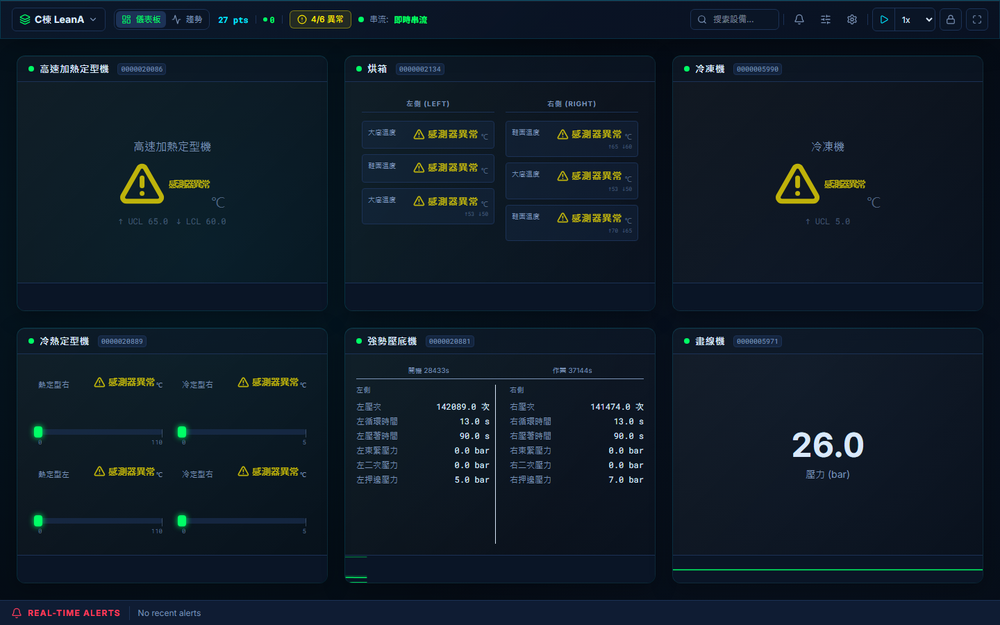 C棟 LeanA
儀表板
趨勢
27 pts
0
4/6 異常
串流: 即時串流
搜索設備...
1x
高速加熱定型機 0000020086
高速加熱定型機
感測器異常
℃
↑ UCL 65.0 ↓ LCL 60.0
烘箱 0000002134
左側 (LEFT)
大底溫度 感測器異常 ℃
鞋面溫度 感測器異常 ℃
大底溫度 感測器異常 ℃
↑53 ↓50
右側 (RIGHT)
鞋面溫度 感測器異常 ℃
↑65 ↓60
大底溫度 感測器異常 ℃
↑53 ↓50
鞋面溫度 感測器異常 ℃
↑70 ↓65
冷凍機 0000005990
冷凍機
感測器異常
℃
↑ UCL 5.0
冷熱定型機 0000020889
熱定型右 感測器異常 ℃
0 110
冷定型右 感測器異常 ℃
0 5
熱定型左 感測器異常 ℃
0 110
冷定型右 感測器異常 ℃
0 5
強勢壓底機 0000020881
開機 28433s
作業 37144s
左側
左壓次 142089.0 次
左循環時間 13.0 s
左壓著時間 90.0 s
左束緊壓力 0.0 bar
左二次壓力 0.0 bar
左押邊壓力 5.0 bar
右側
右壓次 141474.0 次
右循環時間 13.0 s
右壓著時間 90.0 s
右束緊壓力 0.0 bar
右二次壓力 0.0 bar
右押邊壓力 7.0 bar
畫線機 0000005971
26.0
壓力 (bar)
REAL-TIME ALERTS
No recent alerts